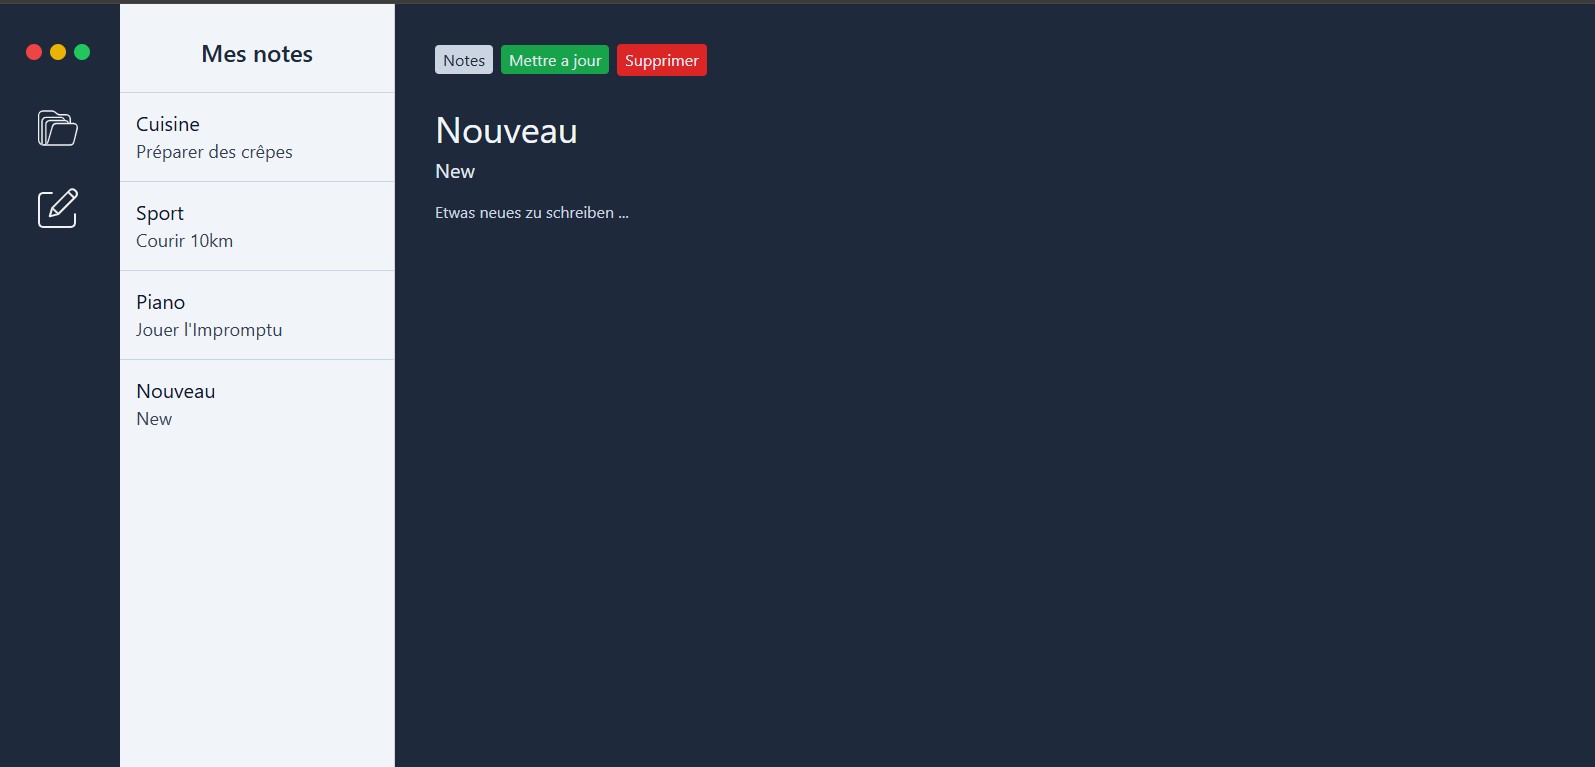 Mes notes
Cuisine
Préparer des crêpes
Sport
Courir 10km
Piano
Jouer l'Impromptu
Nouveau
New
Notes Mettre a jour Supprimer
Nouveau
New
Etwas neues zu schreiben ...